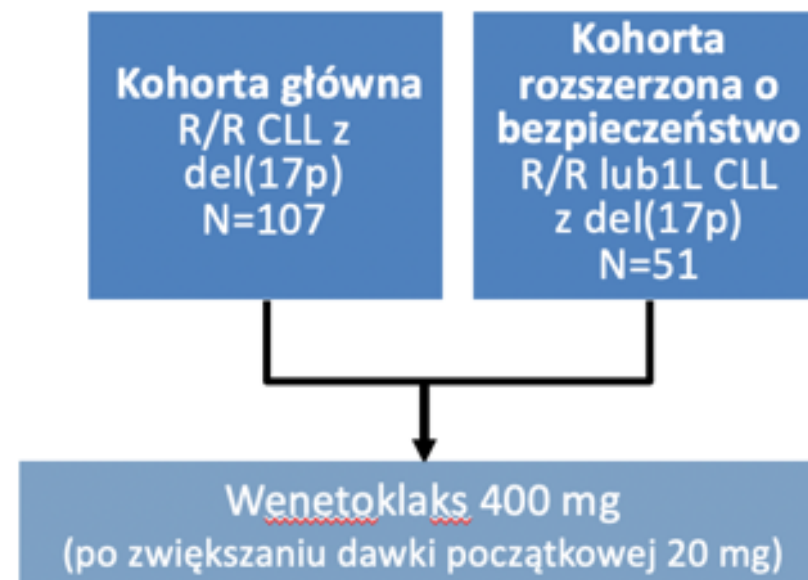 Kohorta główna
R/R CLL z
del(17p)
N=107
Kohorta
rozszerzona o
bezpieczeństwo
R/R lub1L CLL
z del(17p)
N=51
Wenetoklaks 400 mg
(po zwiększaniu dawki początkowej 20 mg)